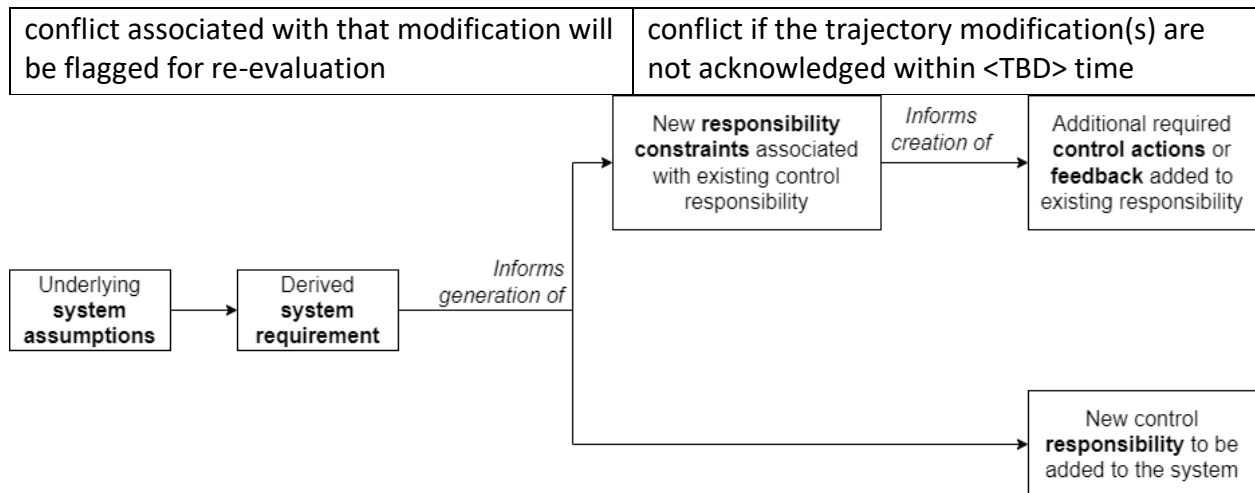 conflict associated with that modification will
be flagged for re-evaluation
conflict if the trajectory modification(s) are
not acknowledged within <TBD> time
New responsibility
constraints associated
with existing control
responsibility
Informs
creation of
Additional required
control actions or
feedback added to
existing responsibility
Underlying
system
assumptions
Derived
system
requirement
Informs
generation of
New control
responsibility to be
added to the system